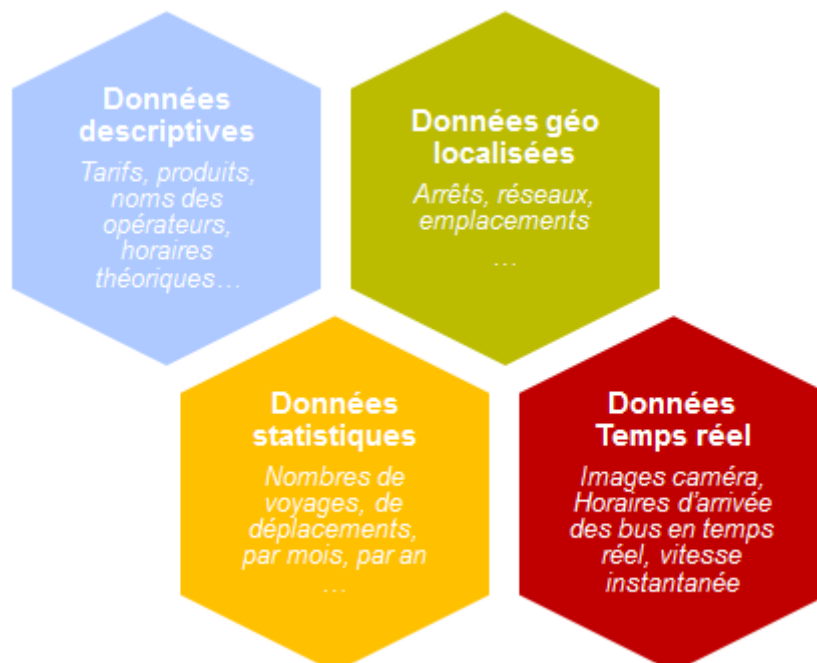 Données
descriptives
Tarifs, produits,
noms des
opérateurs,
horaires
théoriques…
Données géo
localisées
Arrêts, réseaux,
emplacements
…
Données
statistiques
Nombres de
voyages, de
déplacements,
par mois, par an
…
Données
Temps réel
Images caméra,
Horaires d’arrivée
des bus en temps
réel, vitesse
instantanée